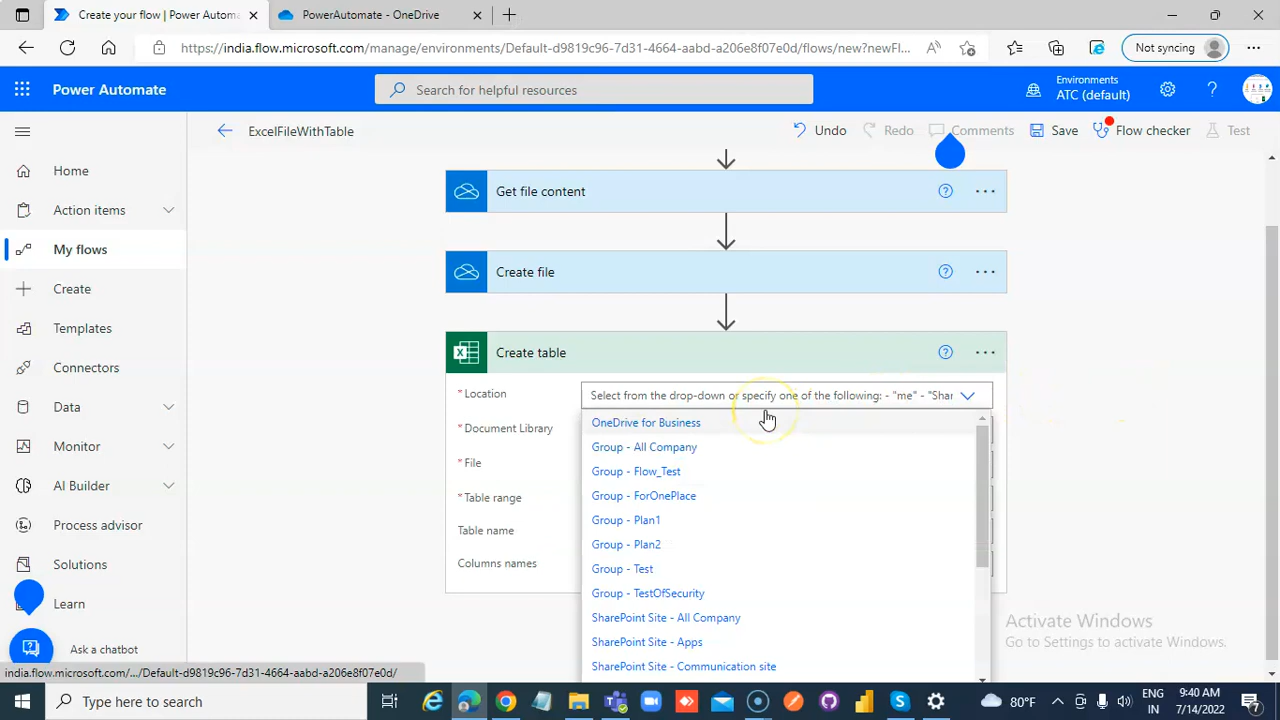 Create your flow | Power Automa
PowerAutomate - OneDrive
https://india.flow.microsoft.com/manage/environments/Default-d9819c96-7d31-4664-aabd-a206e8f07e0d/flows/new?newFl...
Not syncing
Power Automate
Search for helpful resources
Environments
ATC (default)
ExcelFileWithTable
Undo
Redo
Comments
Save
Flow checker
Test
Home
Action items
My flows
Create
Templates
Connectors
Data
Monitor
AI Builder
Process advisor
Solutions
Learn
Ask a chatbot
Get file content
Create file
Create table
* Location
Select from the drop-down or specify one of the following: - "me" - "Shar
* Document Library
* File
* Table range
Table name
Columns names
OneDrive for Business
Group - All Company
Group - Flow_Test
Group - ForOnePlace
Group - Plan1
Group - Plan2
Group - Test
Group - TestOfSecurity
SharePoint Site - All Company
SharePoint Site - Apps
SharePoint Site - Communication site
Activate Windows
Go to Settings to activate Windows.
india.flow.microsoft.com/.../Default-d9819c96-7d31-4664-aabd-a206e8f07e0d/
Type here to search
80°F
ENG
IN
9:40 AM
7/14/2022
7